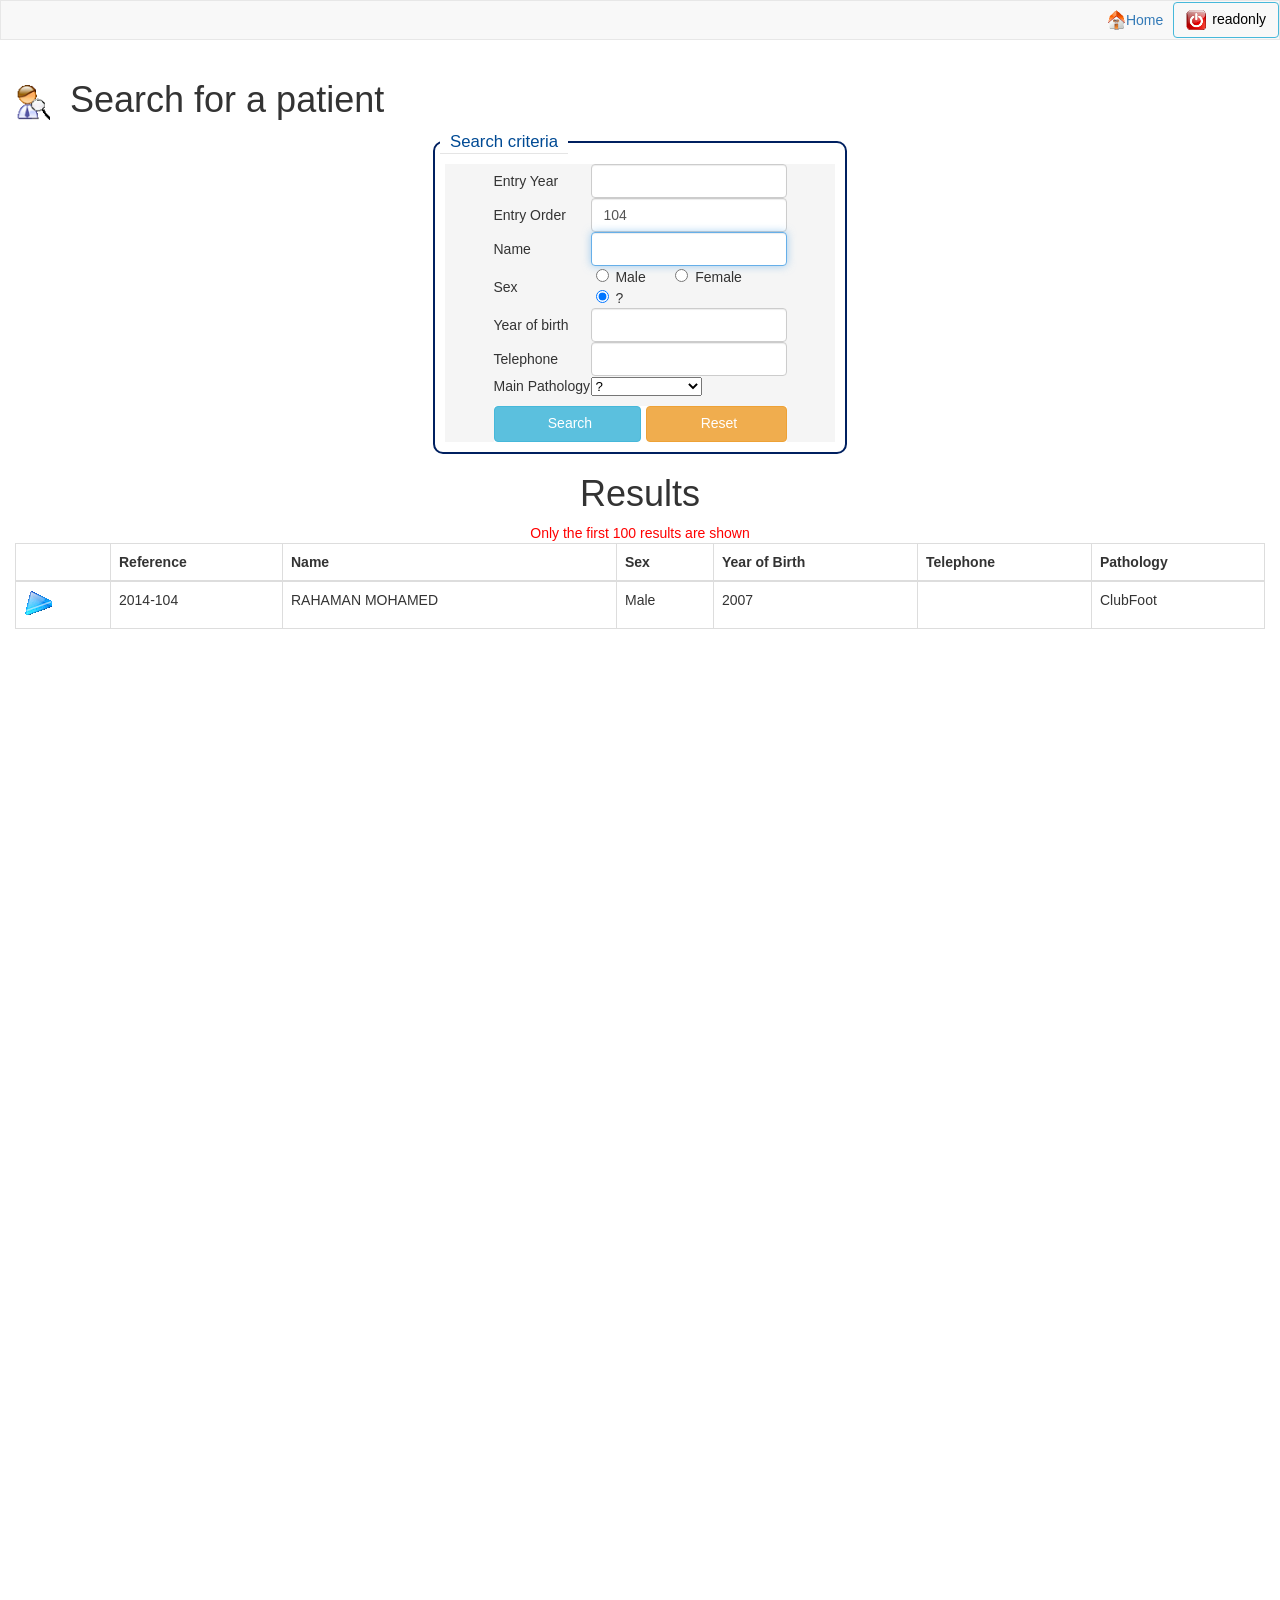 Home readonly
Search for a patient
Search criteria
Entry Year
Entry Order 104
Name
Sex Male Female
?
Year of birth
Telephone
Main Pathology ?
Search Reset
Results
Only the first 100 results are shown
Reference Name Sex Year of Birth Telephone Pathology
2014-104 RAHAMAN MOHAMED Male 2007 ClubFoot